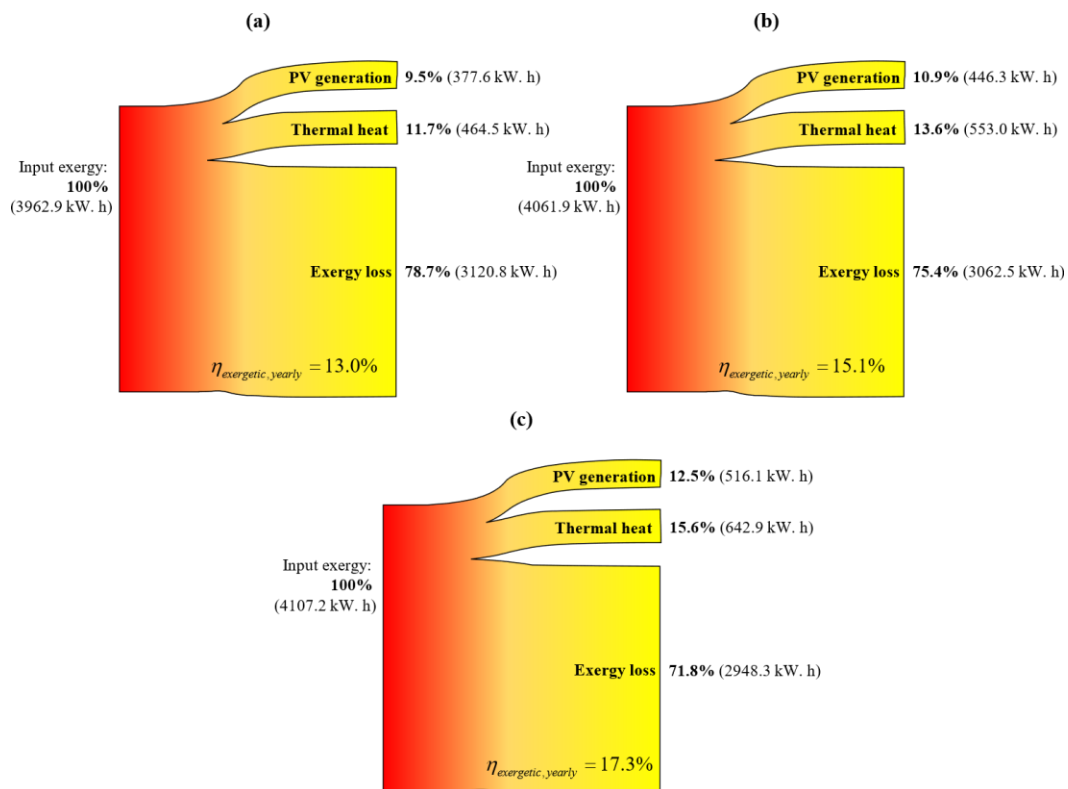 (a)
PV generation 9.5% (377.6 kW. h)
Thermal heat 11.7% (464.5 kW. h)
Input exergy:
100%
(3962.9 kW. h)
Exergy loss 78.7% (3120.8 kW. h)
η exergetic, yearly = 13.0%
(b)
PV generation 10.9% (446.3 kW. h)
Thermal heat 13.6% (553.0 kW. h)
Input exergy:
100%
(4061.9 kW. h)
Exergy loss 75.4% (3062.5 kW. h)
η exergetic, yearly = 15.1%
(c)
PV generation 12.5% (516.1 kW. h)
Thermal heat 15.6% (642.9 kW. h)
Input exergy:
100%
(4107.2 kW. h)
Exergy loss 71.8% (2948.3 kW. h)
η exergetic, yearly = 17.3%